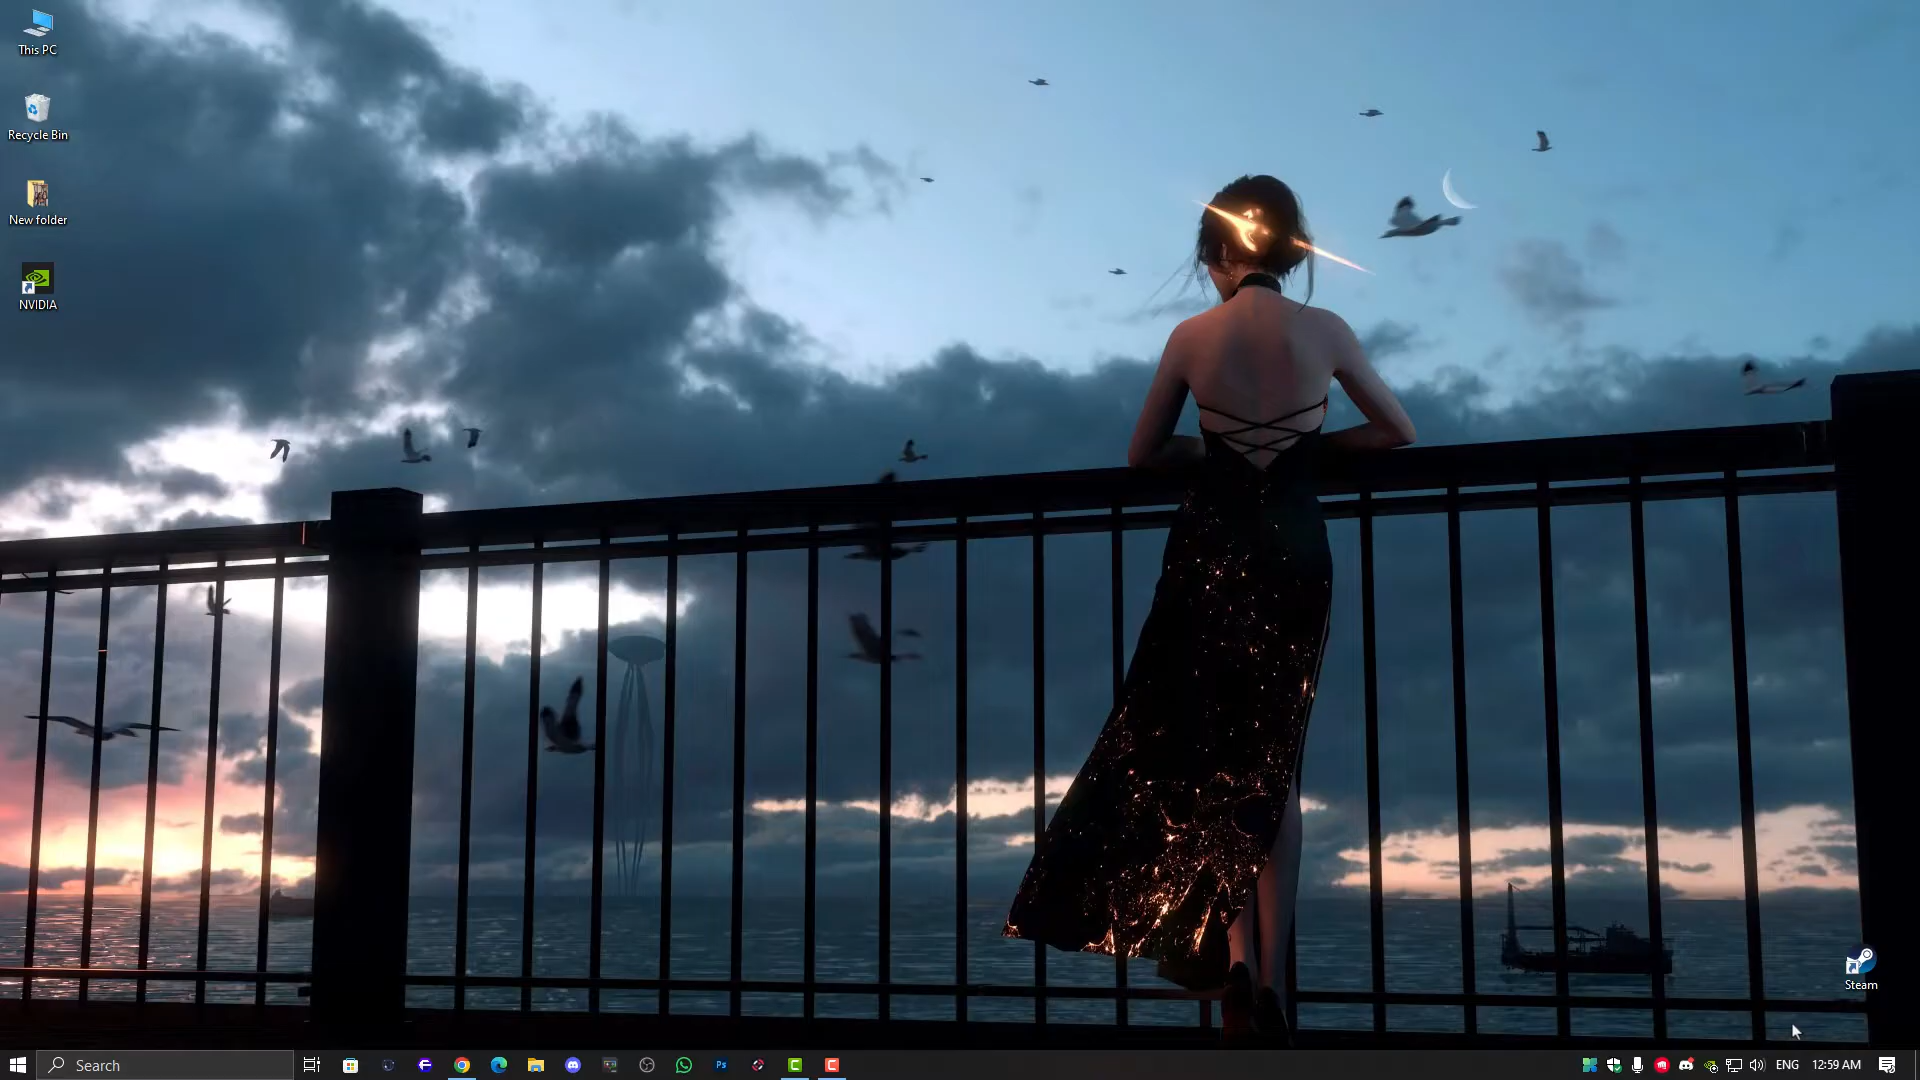 This PC
Recycle Bin
New folder
NVIDIA
Steam
Search
Ps
ENG
12:59 AM